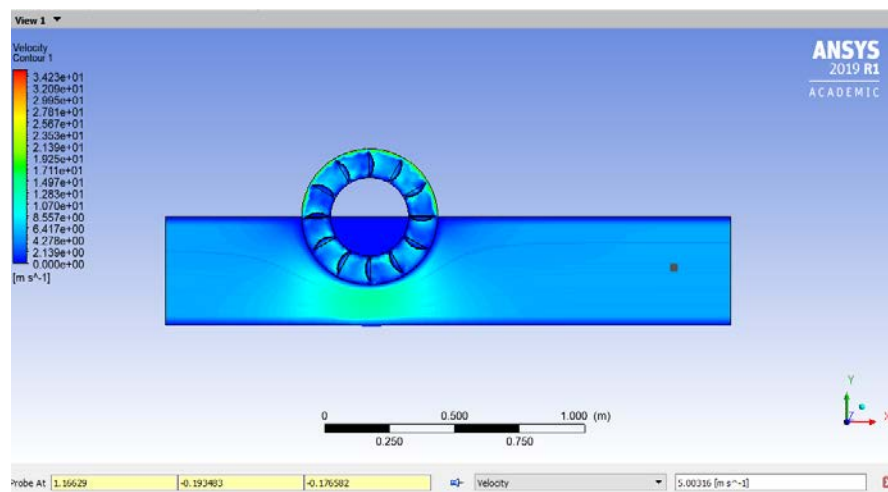 View 1
Velocity
Contour 1
3.423e+01
3.209e+01
2.995e+01
2.781e+01
2.567e+01
2.353e+01
2.139e+01
1.925e+01
1.711e+01
1.497e+01
1.283e+01
1.070e+01
8.557e+00
6.417e+00
4.278e+00
2.139e+00
0.000e+00
[m s^-1]
ANSYS
2019 R1
ACADEMIC
0 0.500 1.000 (m)
0.250 0.750
Y
Z
X
Probe At 1.16629 -0.193483 -0.176582 Velocity 5.00316 [m s^-1]